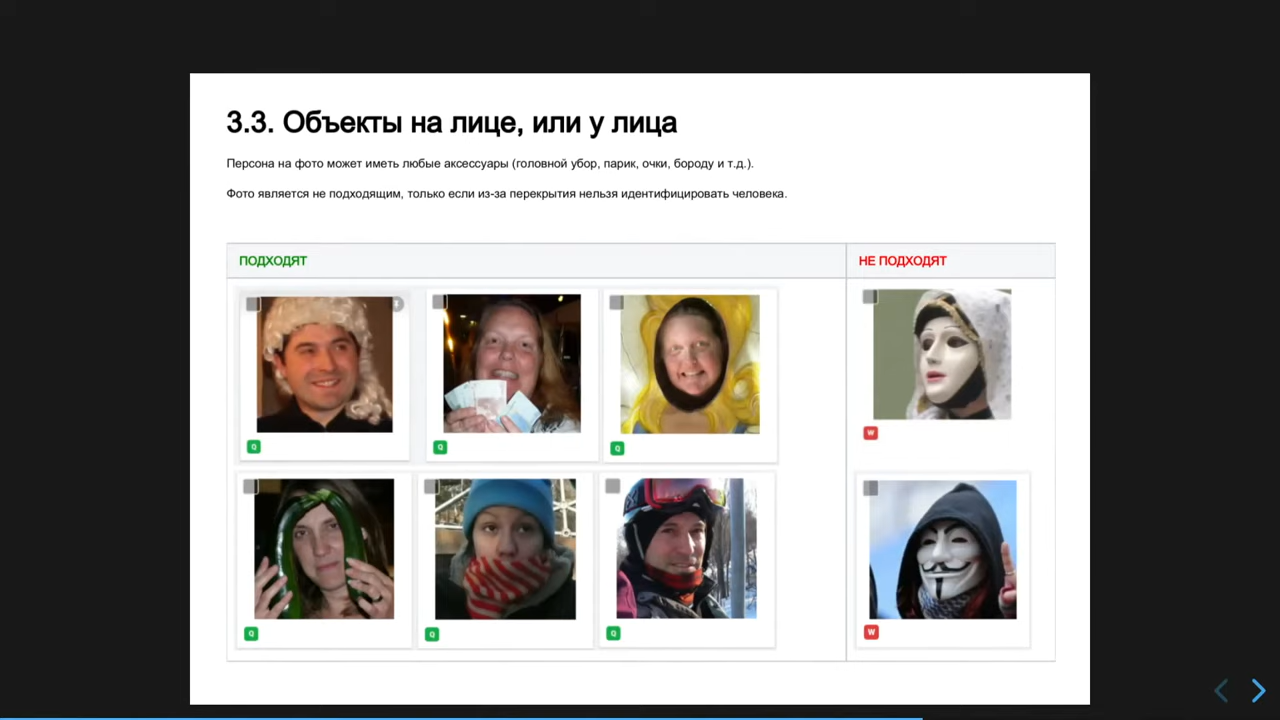 3.3. Объекты на лице, или у лица
Персона на фото может иметь любые аксессуары (головной убор, парик, очки, бороду и т.д.).
Фото является не подходящим, только если из-за перекрытия нельзя идентифицировать человека.
ПОДХОДЯТ
НЕ ПОДХОДЯТ
Q
Q
Q
W
Q
Q
Q
W